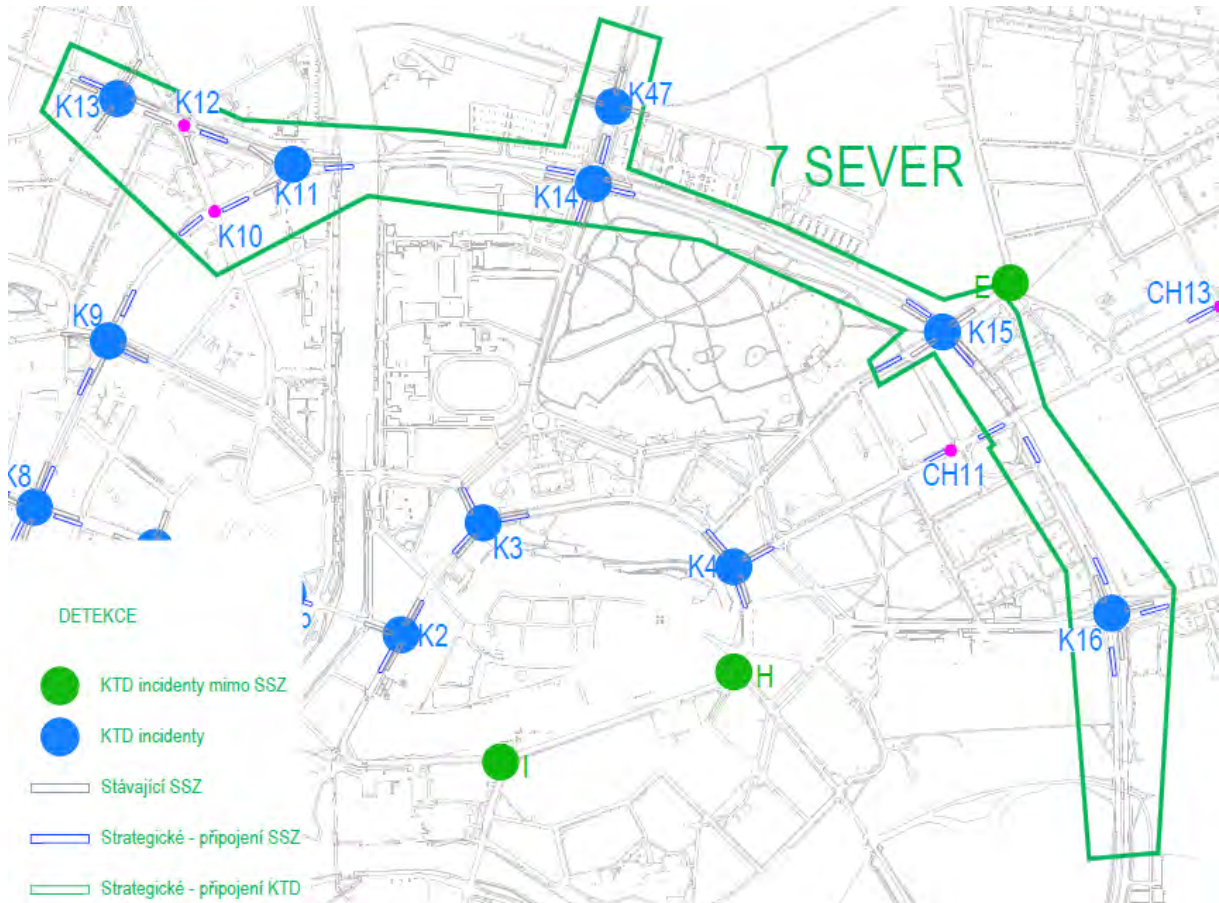 K47
K13
K12
K11
7 SEVER
K14
K10
E
CH13
K9
K15
CH11
K8
K3
K4
K2
K16
H
I
DETEKCE
KTD incidenty mimo SSZ
KTD incidenty
Stávající SSZ
Strategické - připojení SSZ
Strategické - připojení KTD